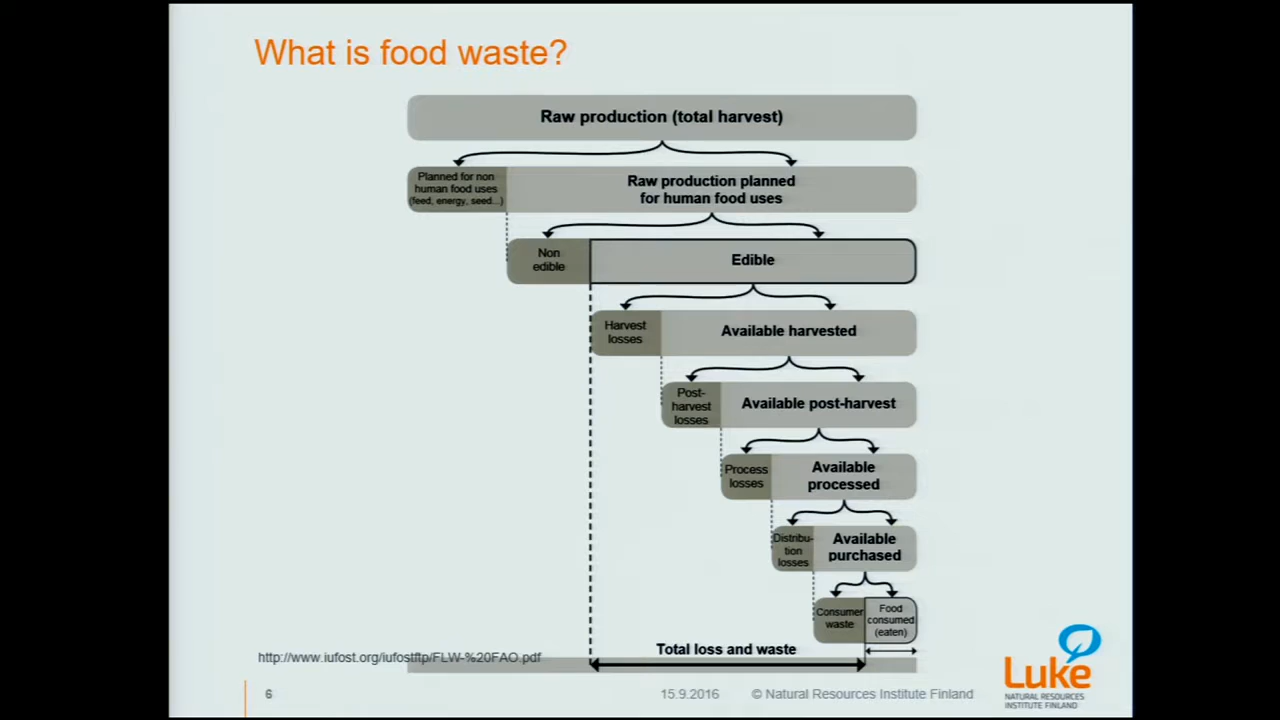 What is food waste?
Raw production (total harvest)
Planned for non
human food uses
(feed, energy, seed...)
Raw production planned
for human food uses
Non
edible
Edible
Harvest
losses
Available harvested
Post-
harvest
losses
Available post-harvest
Process
losses
Available
processed
Distribu-
tion
losses
Available
purchased
Consumer
waste
Food
consumed
(eaten)
Total loss and waste
http://www.iufost.org/iufostftp/FLW-%20FAO.pdf
6
15.9.2016
© Natural Resources Institute Finland
Luke
NATURAL RESOURCES
INSTITUTE FINLAND